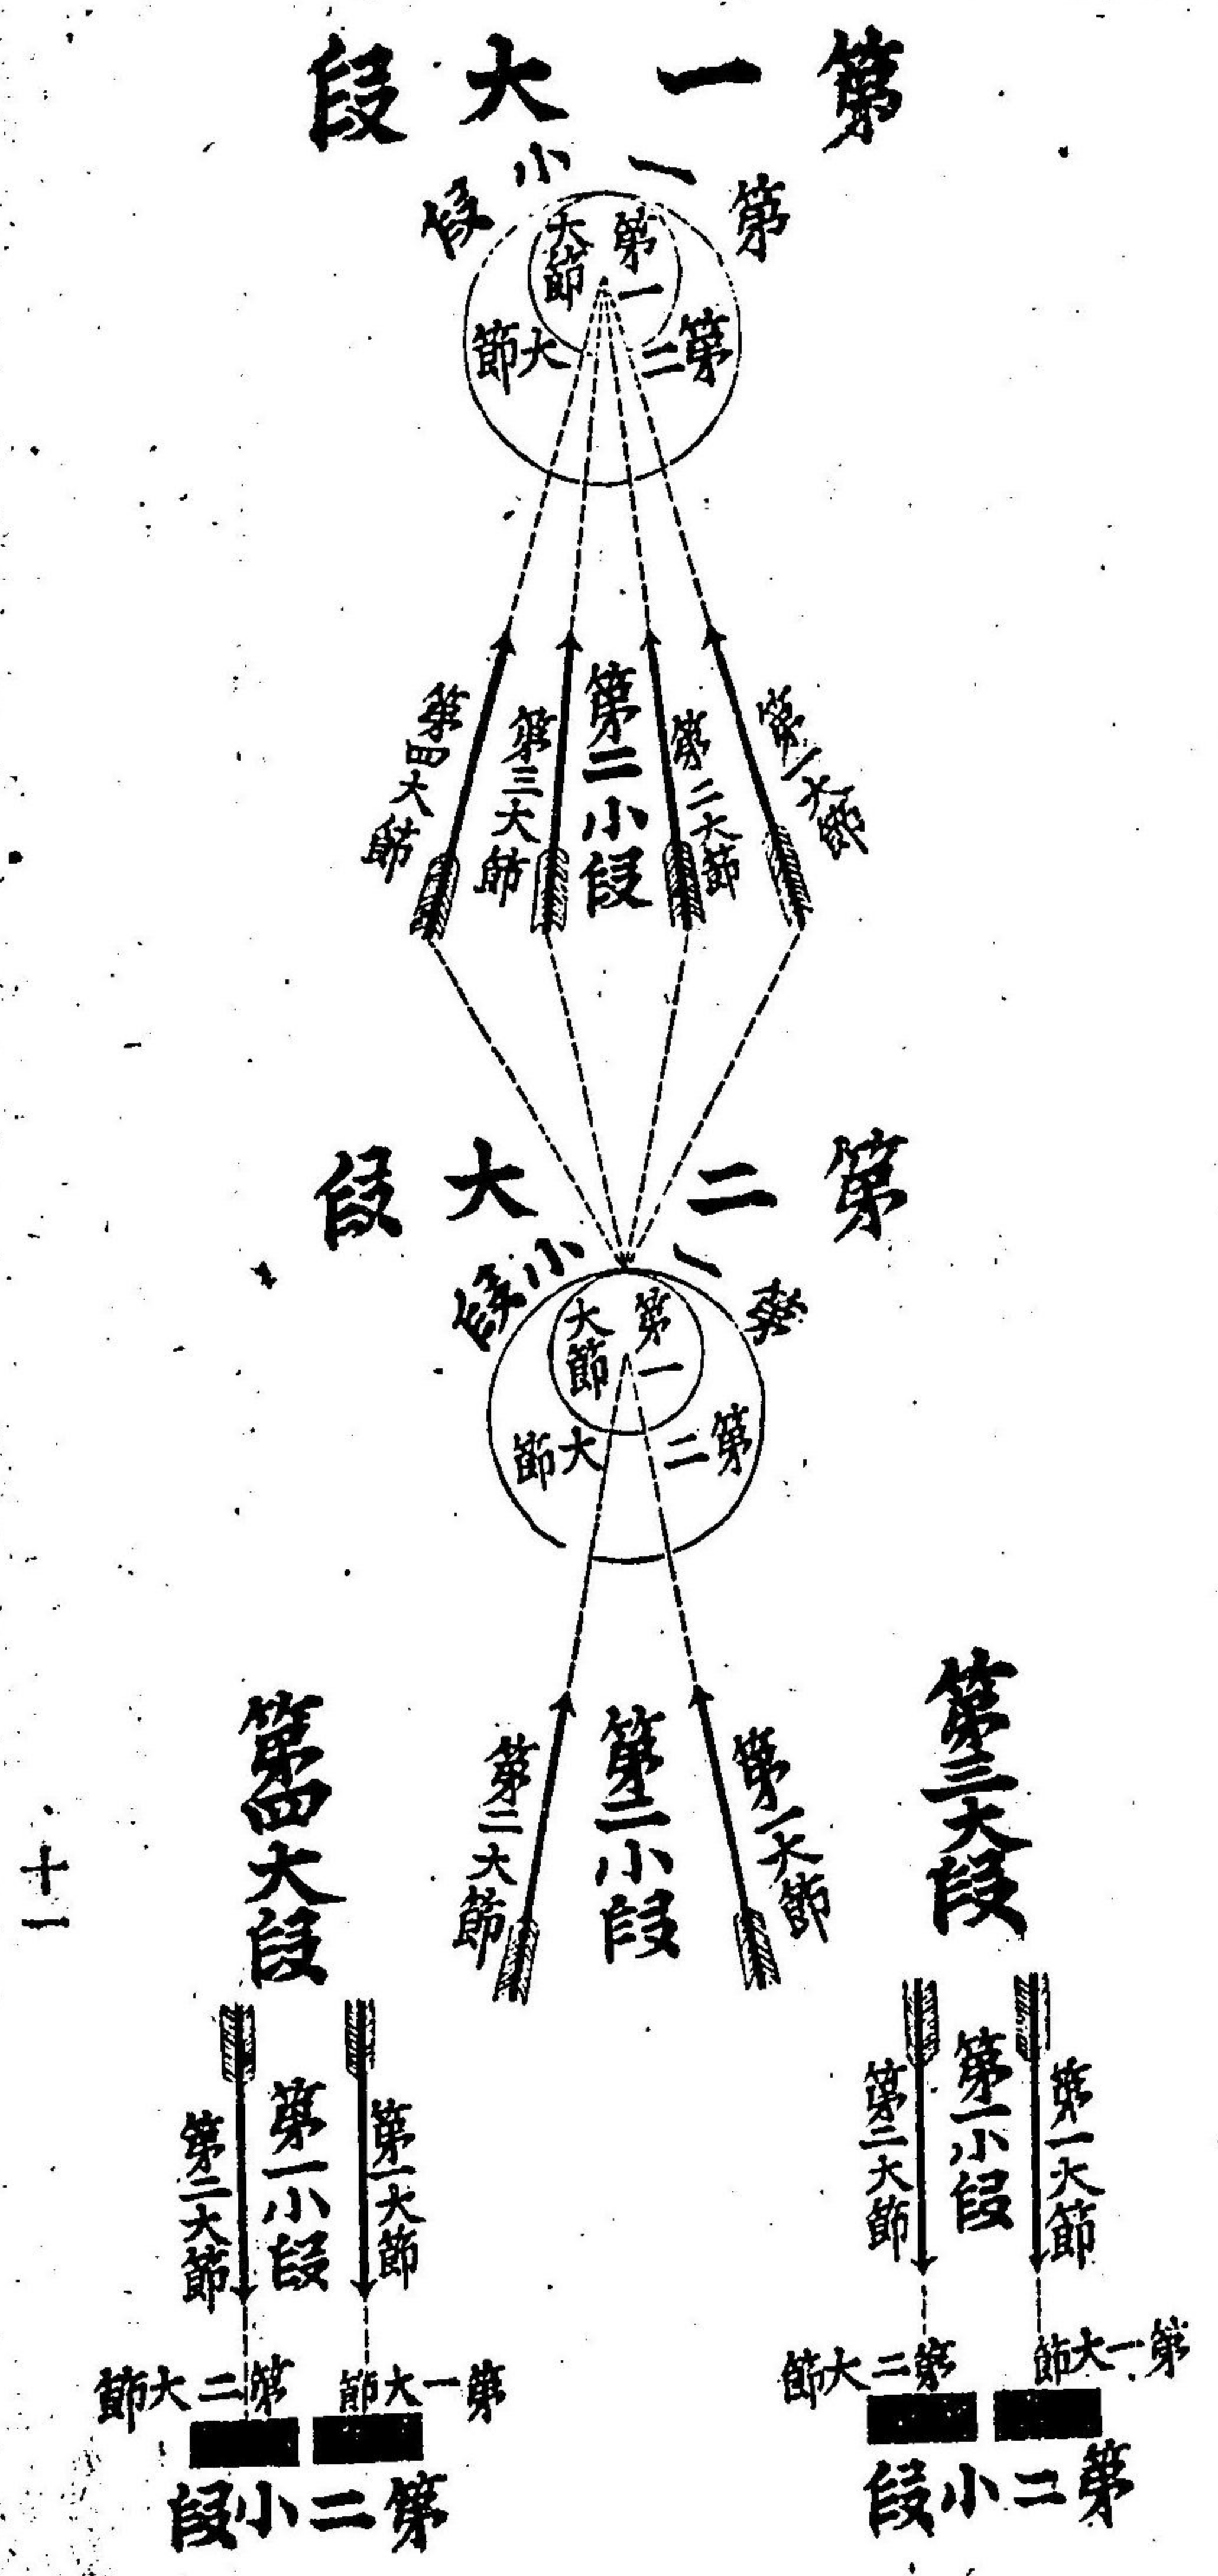 第一大段
第一小段
第一大節
第二大節
第二小段
第一大節
第二大節
第三大節
第四大節
第二大段
第一小段
第一大節
第二大節
第二小段
第一大節
第二大節
第三大段
第一小段
第一大節
第二大節
第一大節
第二大節
第二小段
第四大段
第一小段
第一大節
第二大節
第一大節
第二大節
第二小段
十一